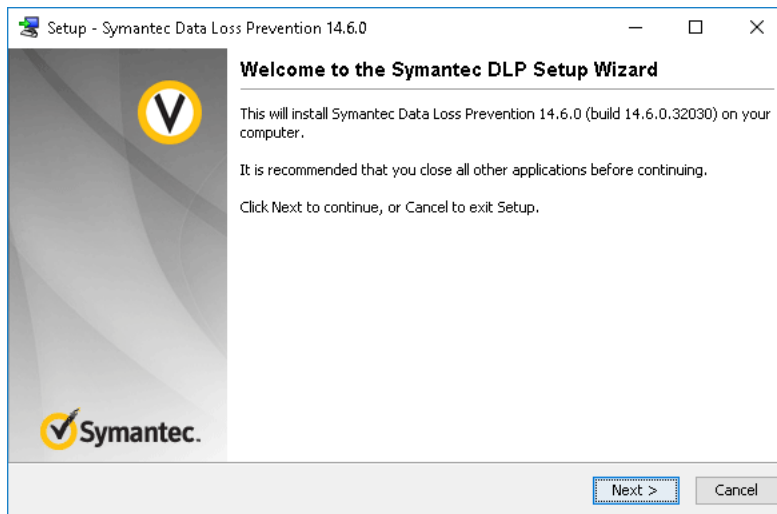 Setup - Symantec Data Loss Prevention 14.6.0
Welcome to the Symantec DLP Setup Wizard
This will install Symantec Data Loss Prevention 14.6.0 (build 14.6.0.32030) on your
computer.
It is recommended that you close all other applications before continuing.
Click Next to continue, or Cancel to exit Setup.
Symantec.
Next >
Cancel